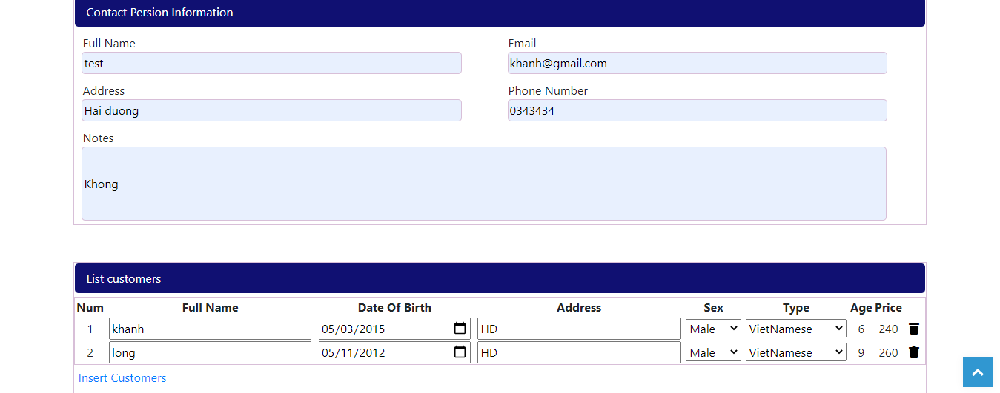 Contact Persion Information
Full Name Email
test khanh@gmail.com
Address Phone Number
Hai duong 0343434
Notes
Khong
List customers
Num Full Name Date Of Birth Address Sex Type Age Price
1 khanh 05/03/2015 HD Male VietNamese 6 240
2 long 05/11/2012 HD Male VietNamese 9 260
Insert Customers